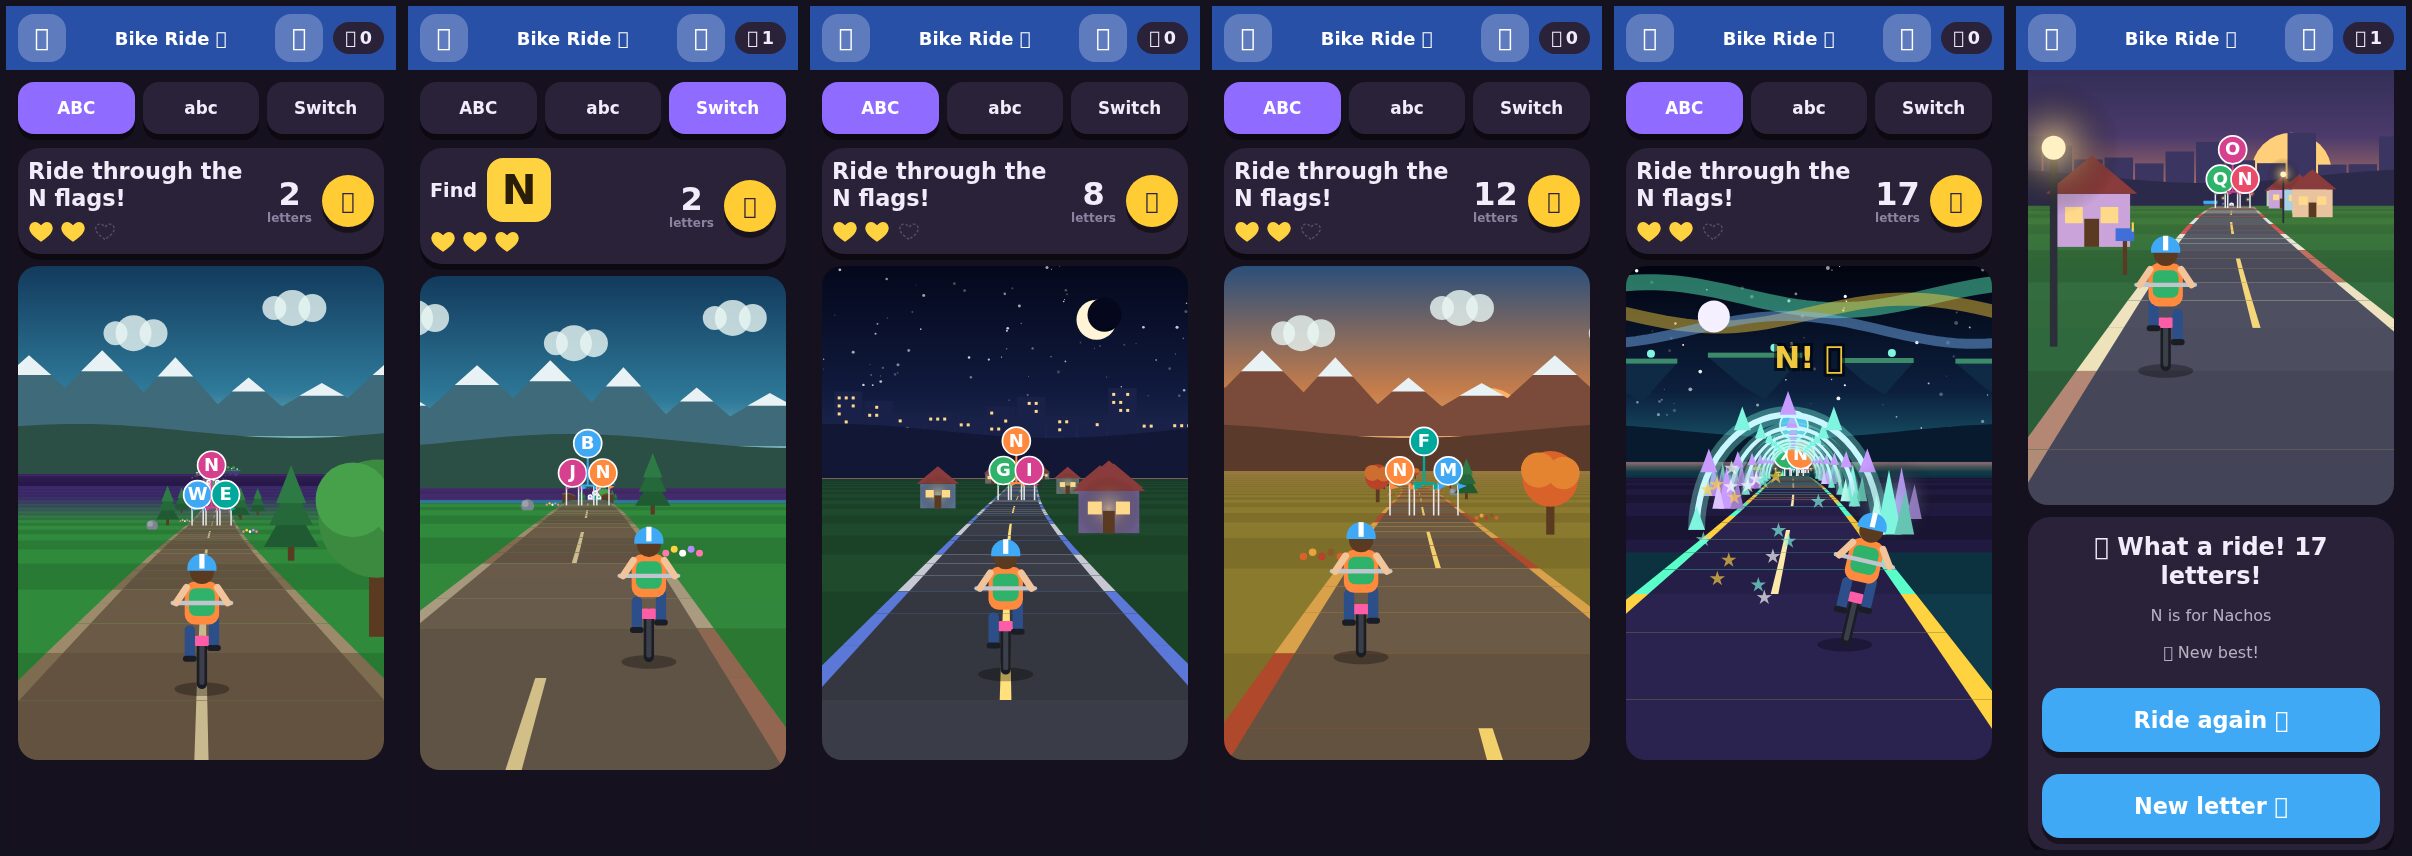 Bike Ride
0
ABC abc Switch
Ride through the
N flags!
2
letters
N
W E
Bike Ride
1
ABC abc Switch
Find N
2
letters
B
J N
Bike Ride
0
ABC abc Switch
Ride through the
N flags!
8
letters
N
G I
Bike Ride
0
ABC abc Switch
Ride through the
N flags!
12
letters
F
N M
Bike Ride
0
ABC abc Switch
Ride through the
N flags!
17
letters
N!
N
Bike Ride
1
O
Q N
What a ride! 17
letters!
N is for Nachos
New best!
Ride again
New letter